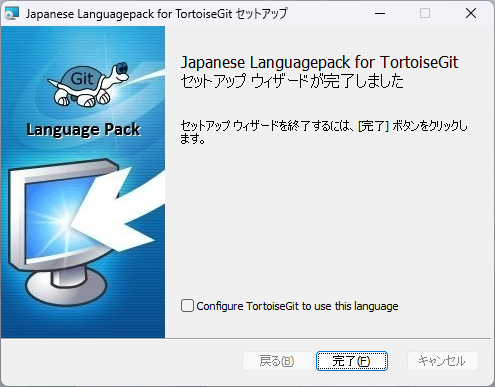 Japanese Languagepack for TortoiseGit セットアップ
Git
Language Pack
Japanese Languagepack for TortoiseGit
セットアップ ウィザードが完了しました
セットアップ ウィザードを終了するには、[完了] ボタンをクリックし
ます。
Configure TortoiseGit to use this language
戻る(B)
完了(F)
キャンセル